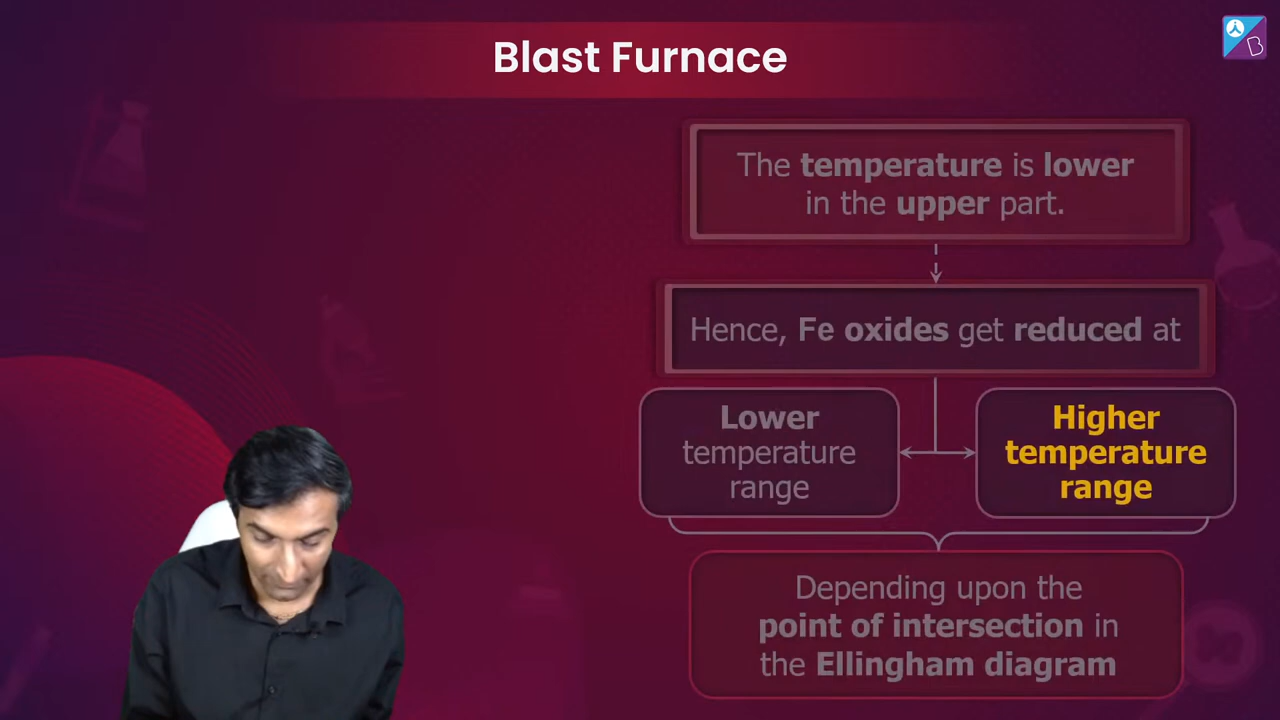 Blast Furnace
The temperature is lower
in the upper part.
Hence, Fe oxides get reduced at
Lower
temperature
range
Higher
temperature
range
Depending upon the
point of intersection in
the Ellingham diagram
B